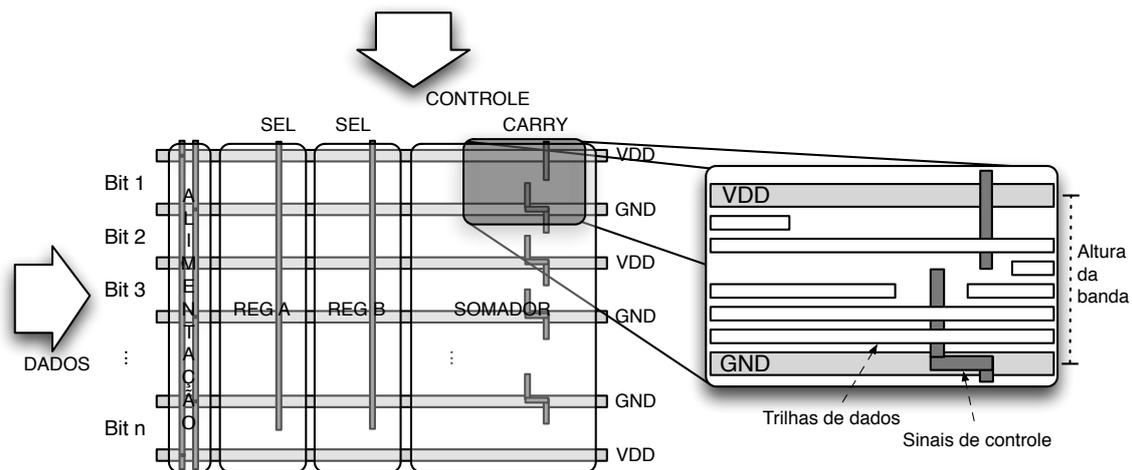 CONTROLE
SEL
SEL
CARRY
VDD
Bit 1
GND
Bit 2
VDD
Bit 3
GND
DADOS
...
...
GND
Bit n
VDD
ALIMENTAÇÃO
REG A
REG B
SOMADOR
VDD
GND
Altura
da
banda
Trilhas de dados
Sinais de controle